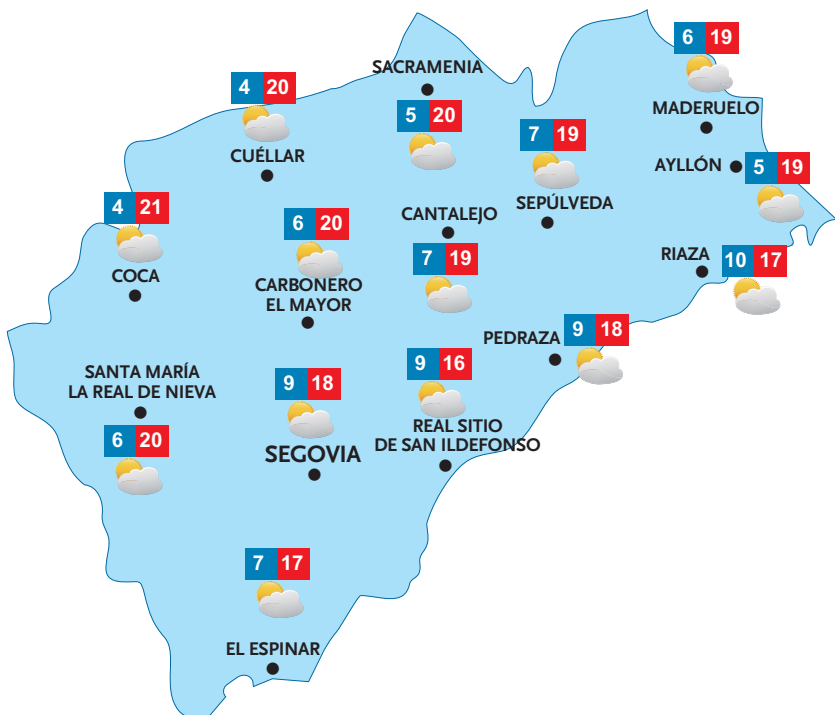 6 19
MADERUELO
SACRAMENIA
5 20
4 20
CUÉLLAR
7 19
SEPÚLVEDA
AYLLÓN
5 19
4 21
COCA
CANTALEJO
7 19
6 20
CARBONERO
EL MAYOR
RIAZA
10 17
PEDRAZA
9 18
SANTA MARÍA
LA REAL DE NIEVA
6 20
9 18
SEGOVIA
9 16
REAL SITIO
DE SAN ILDEFONSO
7 17
EL ESPINAR